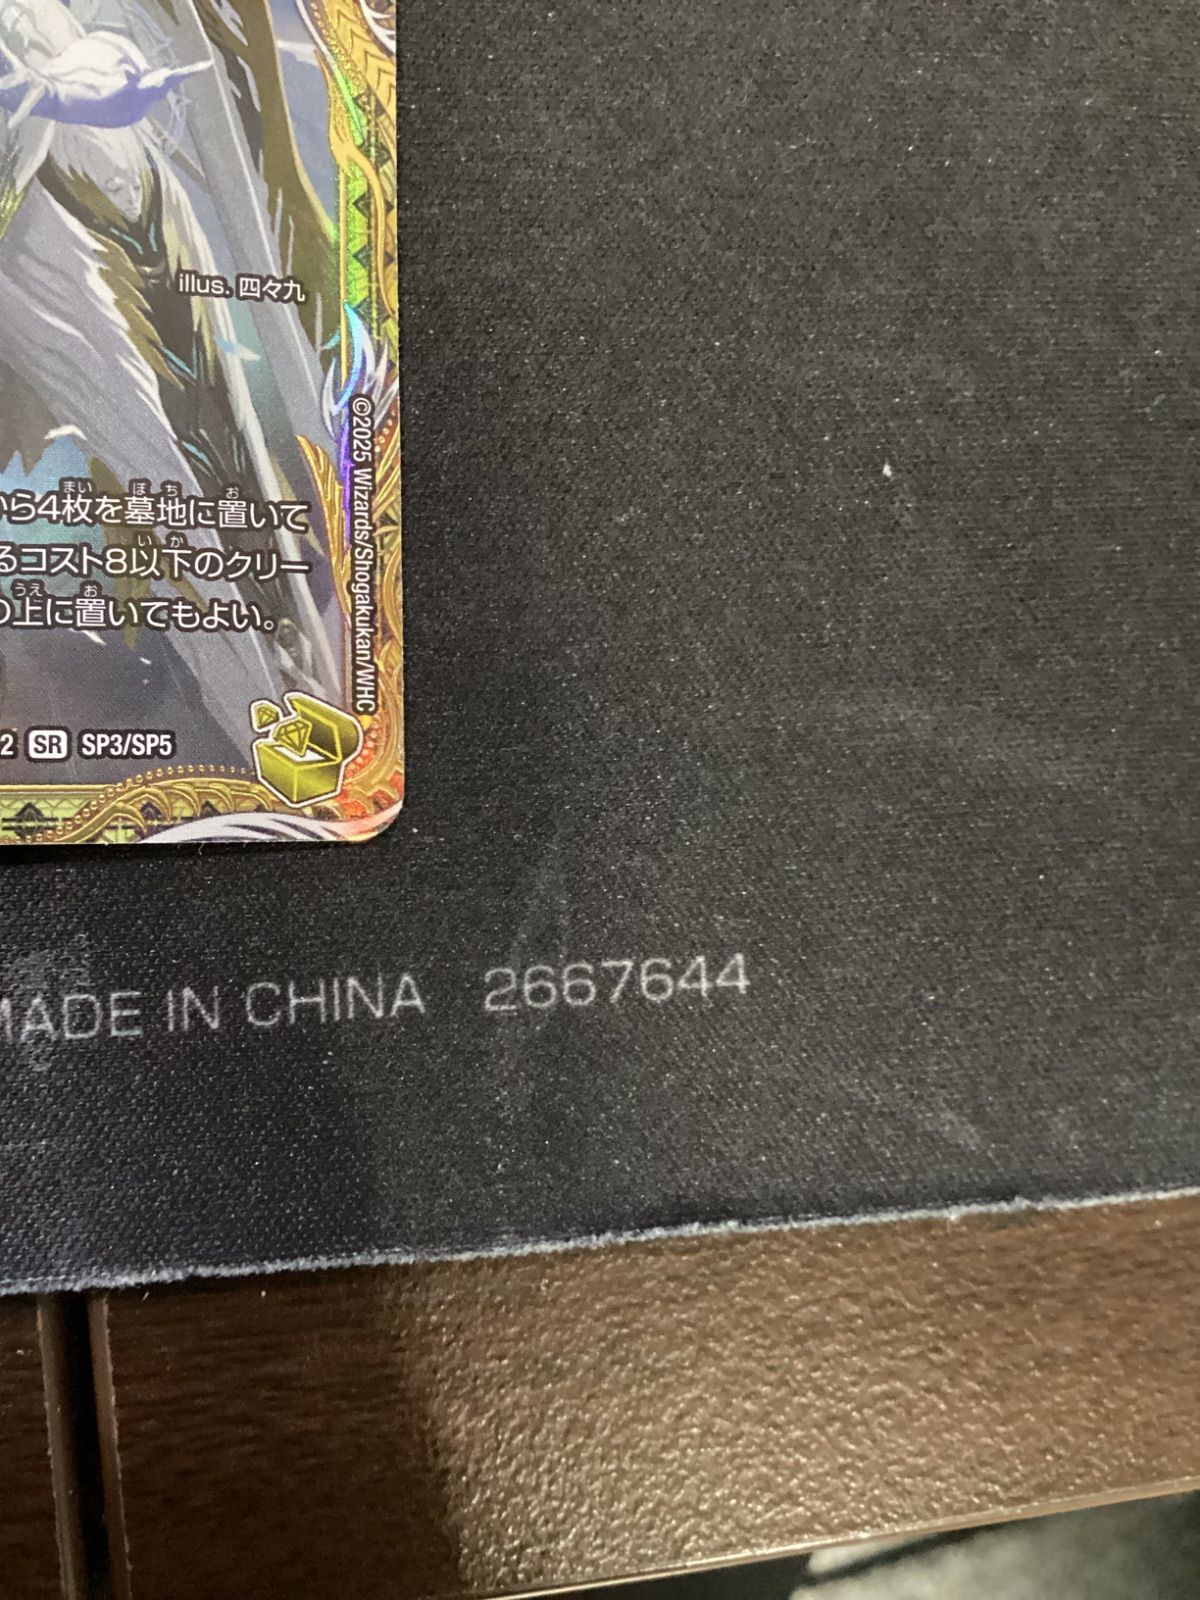 illus. 四々九
©2025 Wizards/Shogakukan/WHC
から4枚を墓地に置いて
るコスト8以下のクリー
の上に置いてもよい。
2 SR SP3/SP5
MADE IN CHINA 2667644